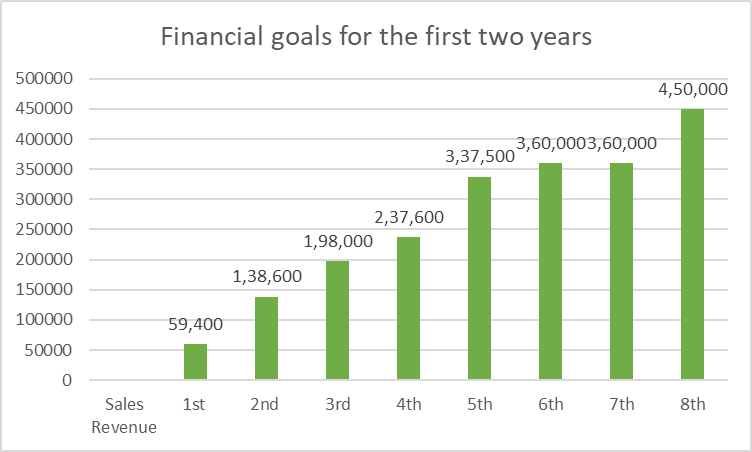 Financial goals for the first two years
500000
450000
400000
350000
300000
250000
200000
150000
100000
50000
0
59,400
1,38,600
1,98,000
2,37,600
3,37,500
3,60,000
3,60,000
4,50,000
Sales
Revenue
1st
2nd
3rd
4th
5th
6th
7th
8th